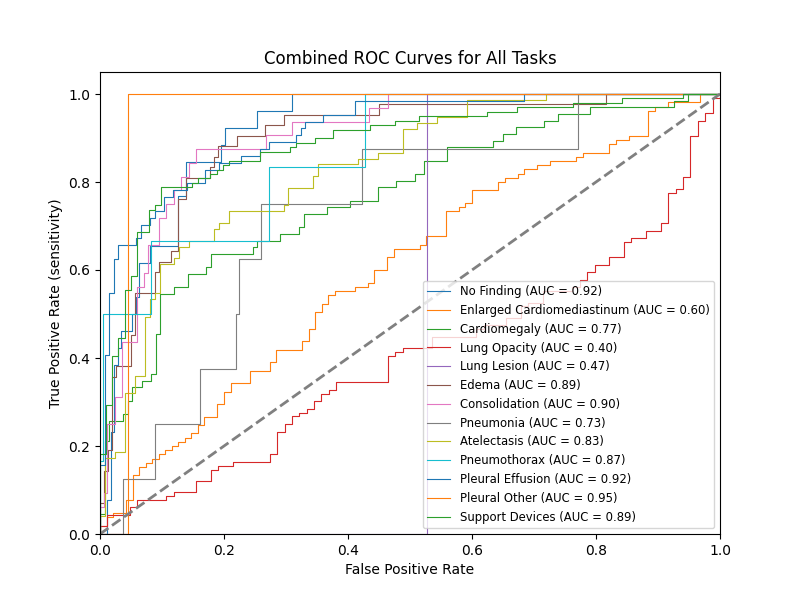 Combined ROC Curves for All Tasks
True Positive Rate (sensitivity)
1.0
0.8
0.6
0.4
0.2
0.0
No Finding (AUC = 0.92)
Enlarged Cardiomediastinum (AUC = 0.60)
Cardiomegaly (AUC = 0.77)
Lung Opacity (AUC = 0.40)
Lung Lesion (AUC = 0.47)
Edema (AUC = 0.89)
Consolidation (AUC = 0.90)
Pneumonia (AUC = 0.73)
Atelectasis (AUC = 0.83)
Pneumothorax (AUC = 0.87)
Pleural Effusion (AUC = 0.92)
Pleural Other (AUC = 0.95)
Support Devices (AUC = 0.89)
0.0 0.2 0.4 0.6 0.8 1.0
False Positive Rate